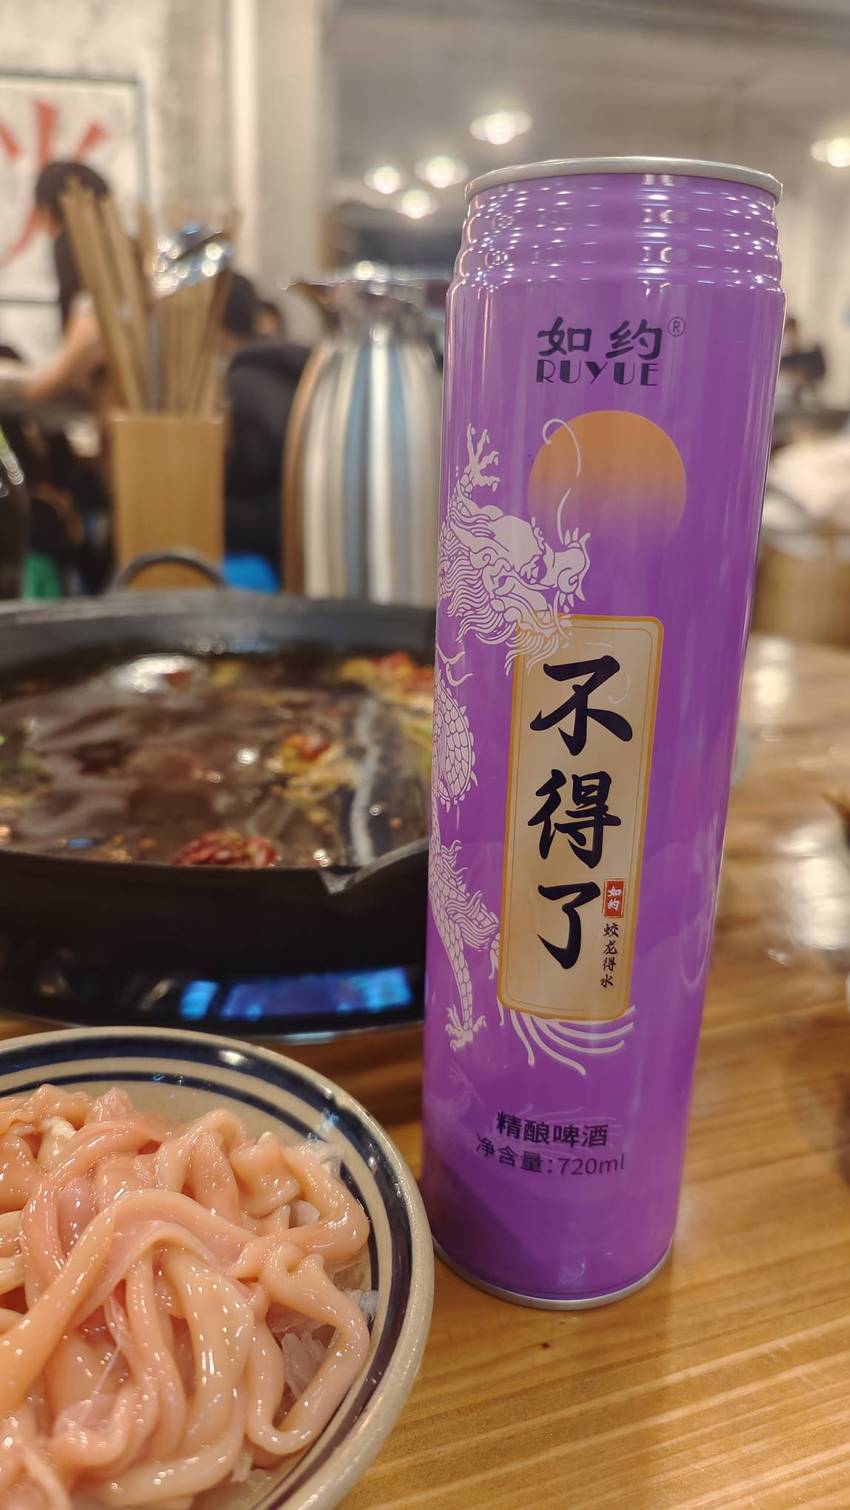 如约®
RUYUE
不得了
如约
蛟龙得水
精酿啤酒
净含量:720ml